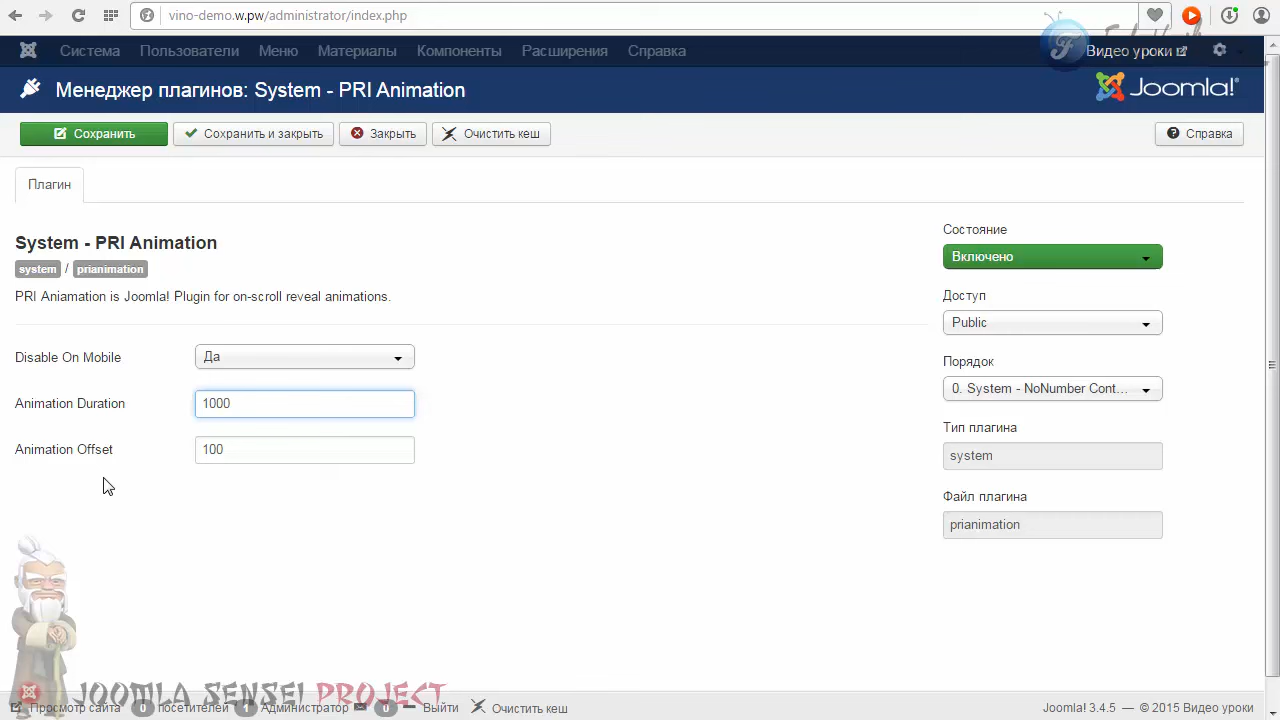 vino-demo.w.pw/administrator/index.php
Система Пользователи Меню Материалы Компоненты Расширения Справка Видео уроки
Менеджер плагинов: System - PRI Animation
Joomla!
Сохранить Сохранить и закрыть Закрыть Очистить кеш Справка
Плагин
System - PRI Animation
system / prianimation
PRI Aniamation is Joomla! Plugin for on-scroll reveal animations.
Disable On Mobile Да
Animation Duration 1000
Animation Offset 100
Состояние
Включено
Доступ
Public
Порядок
0. System - NoNumber Cont...
Тип плагина
system
Файл плагина
prianimation
JOOMLA SENSEI PROJECT
Просмотр сайта 0 посетителей 1 Администратор 0 Выйти Очистить кеш Joomla! 3.4.5 — © 2015 Видео уроки